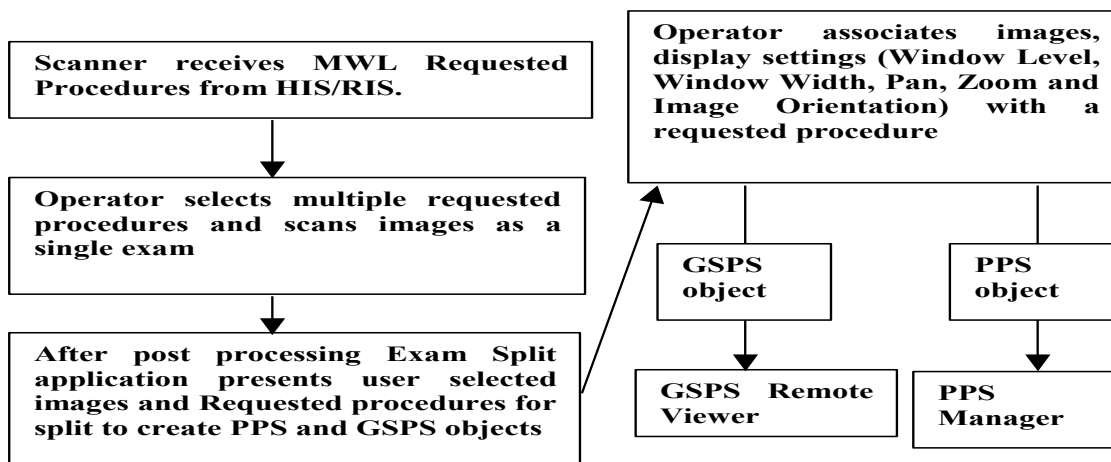 Scanner receives MWL Requested
Procedures from HIS/RIS.
Operator selects multiple requested
procedures and scans images as a
single exam
After post processing Exam Split
application presents user selected
images and Requested procedures for
split to create PPS and GSPS objects
Operator associates images,
display settings (Window Level,
Window Width, Pan, Zoom and
Image Orientation) with a
requested procedure
GSPS
object
PPS
object
GSPS Remote
Viewer
PPS
Manager